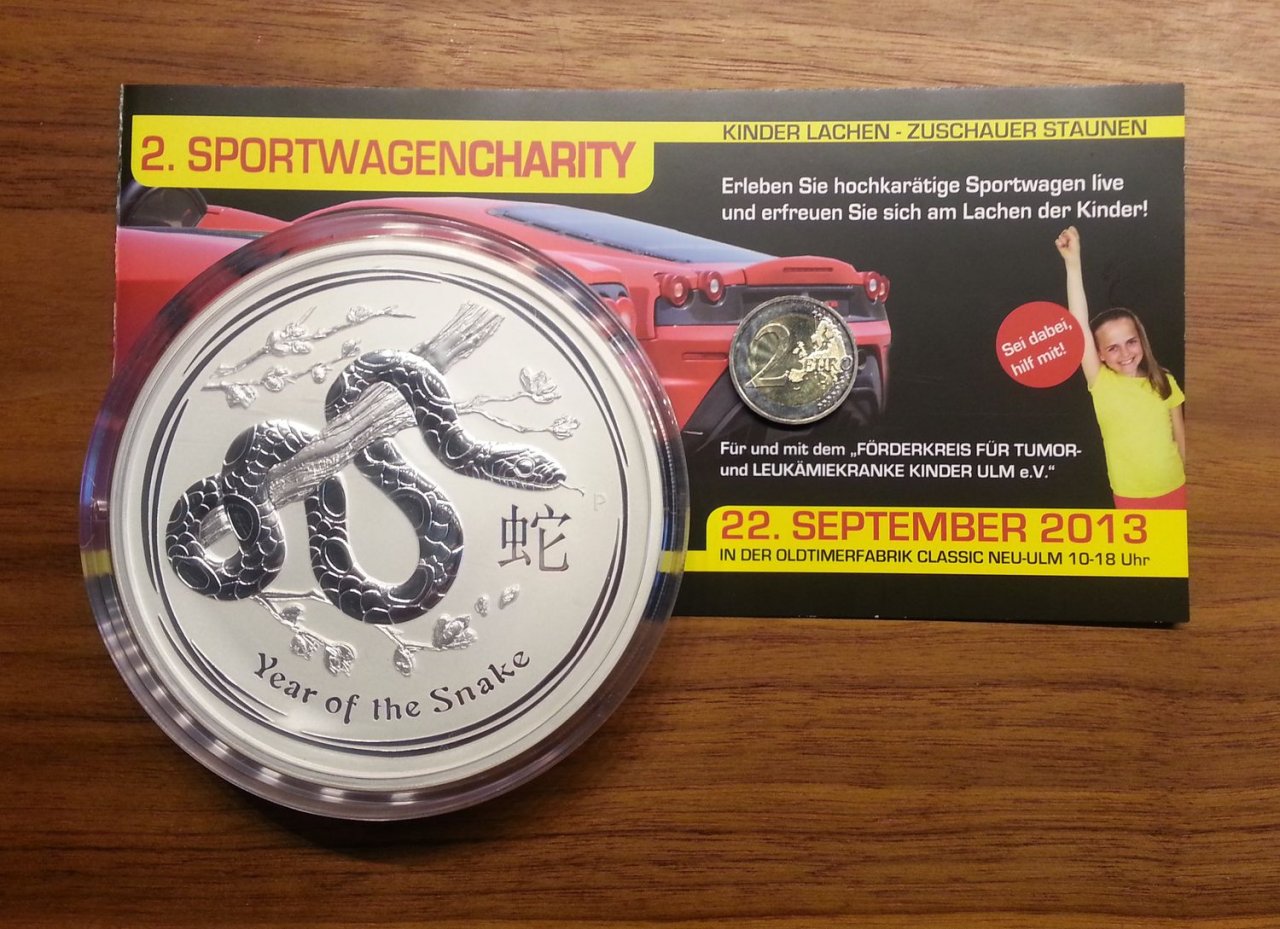 2. SPORTWAGENCHARITY
KINDER LACHEN - ZUSCHAUER STAUNEN
Erleben Sie hochkarätige Sportwagen live
und erfreuen Sie sich am Lachen der Kinder!
Sei dabei,
hilf mit!
2 EURO
Für und mit dem „FÖRDERKREIS FÜR TUMOR-
und LEUKÄMIEKRANKE KINDER ULM e.V."
22. SEPTEMBER 2013
IN DER OLDTIMERFABRIK CLASSIC NEU-ULM 10-18 Uhr
P
蛇
Year of the Snake